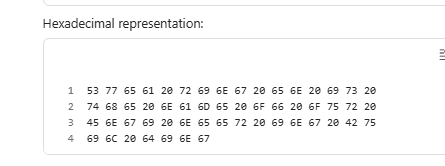 Hexadecimal representation:
1 53 77 65 61 20 72 69 6E 67 20 65 6E 20 69 73 20
2 74 68 65 20 6E 61 6D 65 20 6F 66 20 6F 75 72 20
3 45 6E 67 69 20 6E 65 65 72 20 69 6E 67 20 42 75
4 69 6C 20 64 69 6E 67